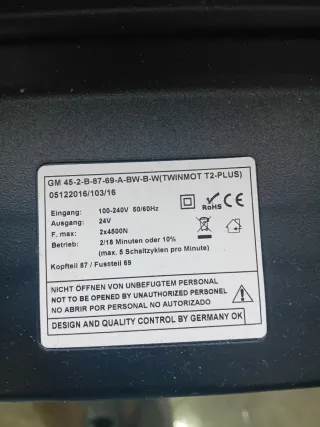 GM 45-2-B-87-69-A-BW-B-W(TWINMOT T2-PLUS)
05122016/103/16
Eingang: 100-240V 50/60Hz
Ausgang: 24V
F. max: 2x4500N
Betrieb: 2/18 Minuten oder 10%
(max. 5 Schaltzyklen pro Minute)
RoHS CE
Kopfteil 87 / Fussteil 69
NICHT ÖFFNEN VON UNBEFUGTEM PERSONAL
NOT TO BE OPENED BY UNAUTHORIZED PERSONEL
NO ABRIR POR PERSONAL NO AUTORIZADO
DESIGN AND QUALITY CONTROL BY GERMANY OK